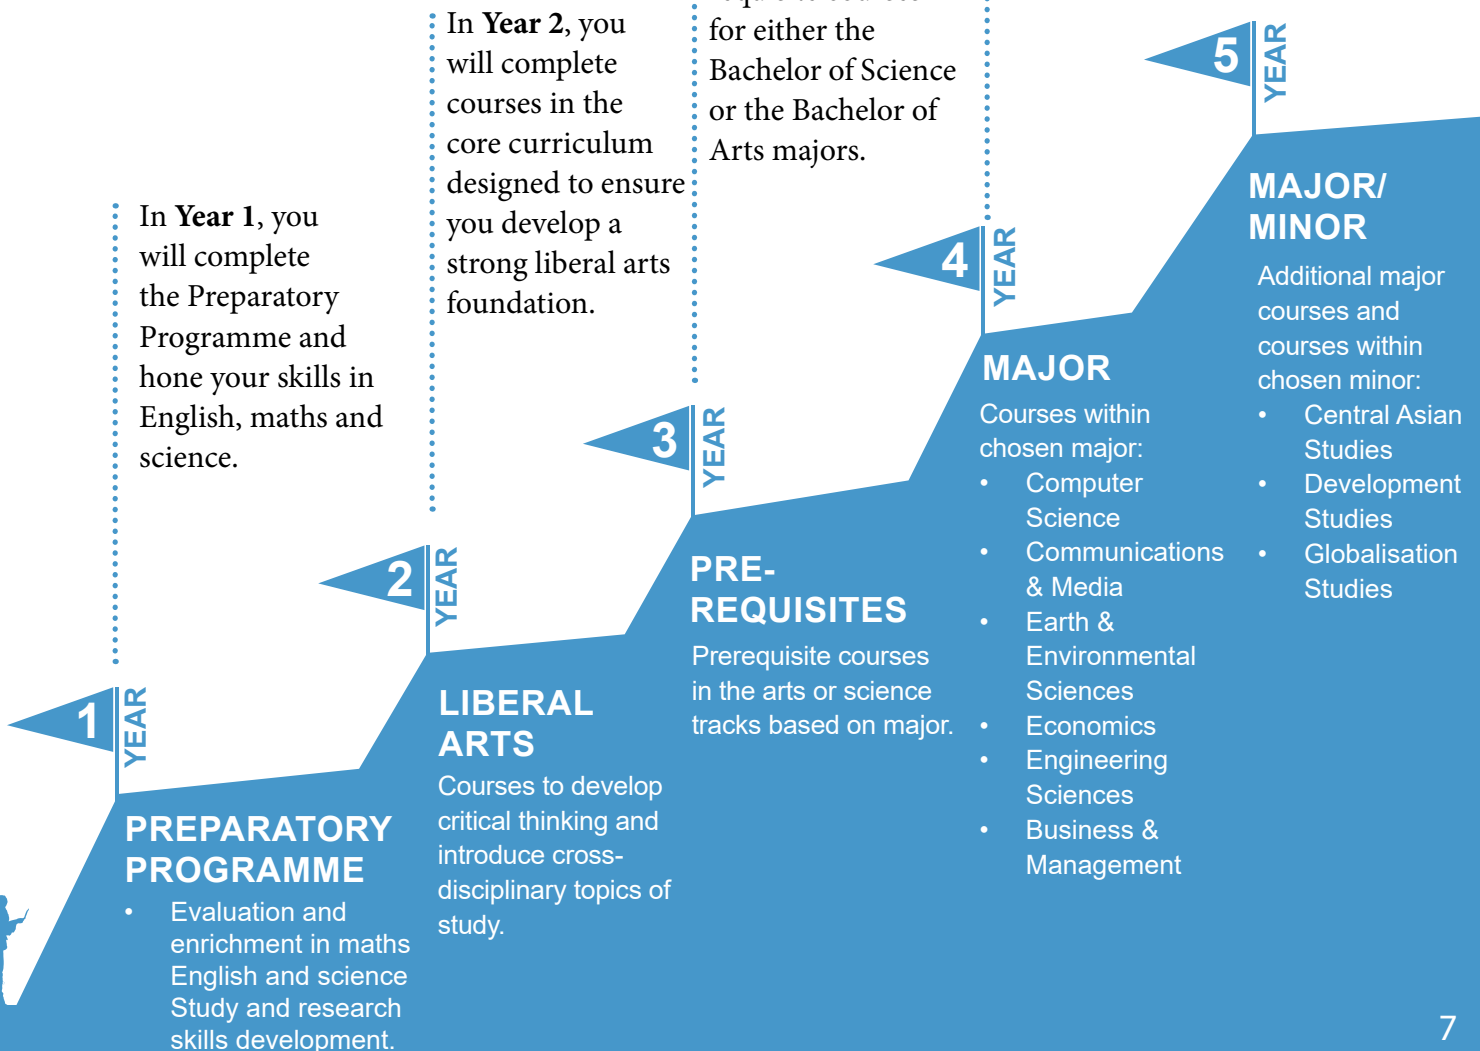 In Year 1, you
will complete
the Preparatory
Programme and
hone your skills in
English, maths and
science.
In Year 2, you
will complete
courses in the
core curriculum
designed to ensure
you develop a
strong liberal arts
foundation.
for either the
Bachelor of Science
or the Bachelor of
Arts majors.
1
YEAR
PREPARATORY
PROGRAMME
• Evaluation and
enrichment in maths
English and science
Study and research
skills development.
2
YEAR
LIBERAL
ARTS
Courses to develop
critical thinking and
introduce cross-
disciplinary topics of
study.
3
YEAR
PRE-
REQUISITES
Prerequisite courses
in the arts or science
tracks based on major.
4
YEAR
MAJOR
Courses within
chosen major:
• Computer
Science
• Communications
& Media
• Earth &
Environmental
Sciences
• Economics
• Engineering
Sciences
• Business &
Management
5
YEAR
MAJOR/
MINOR
Additional major
courses and
courses within
chosen minor:
• Central Asian
Studies
• Development
Studies
• Globalisation
Studies
7